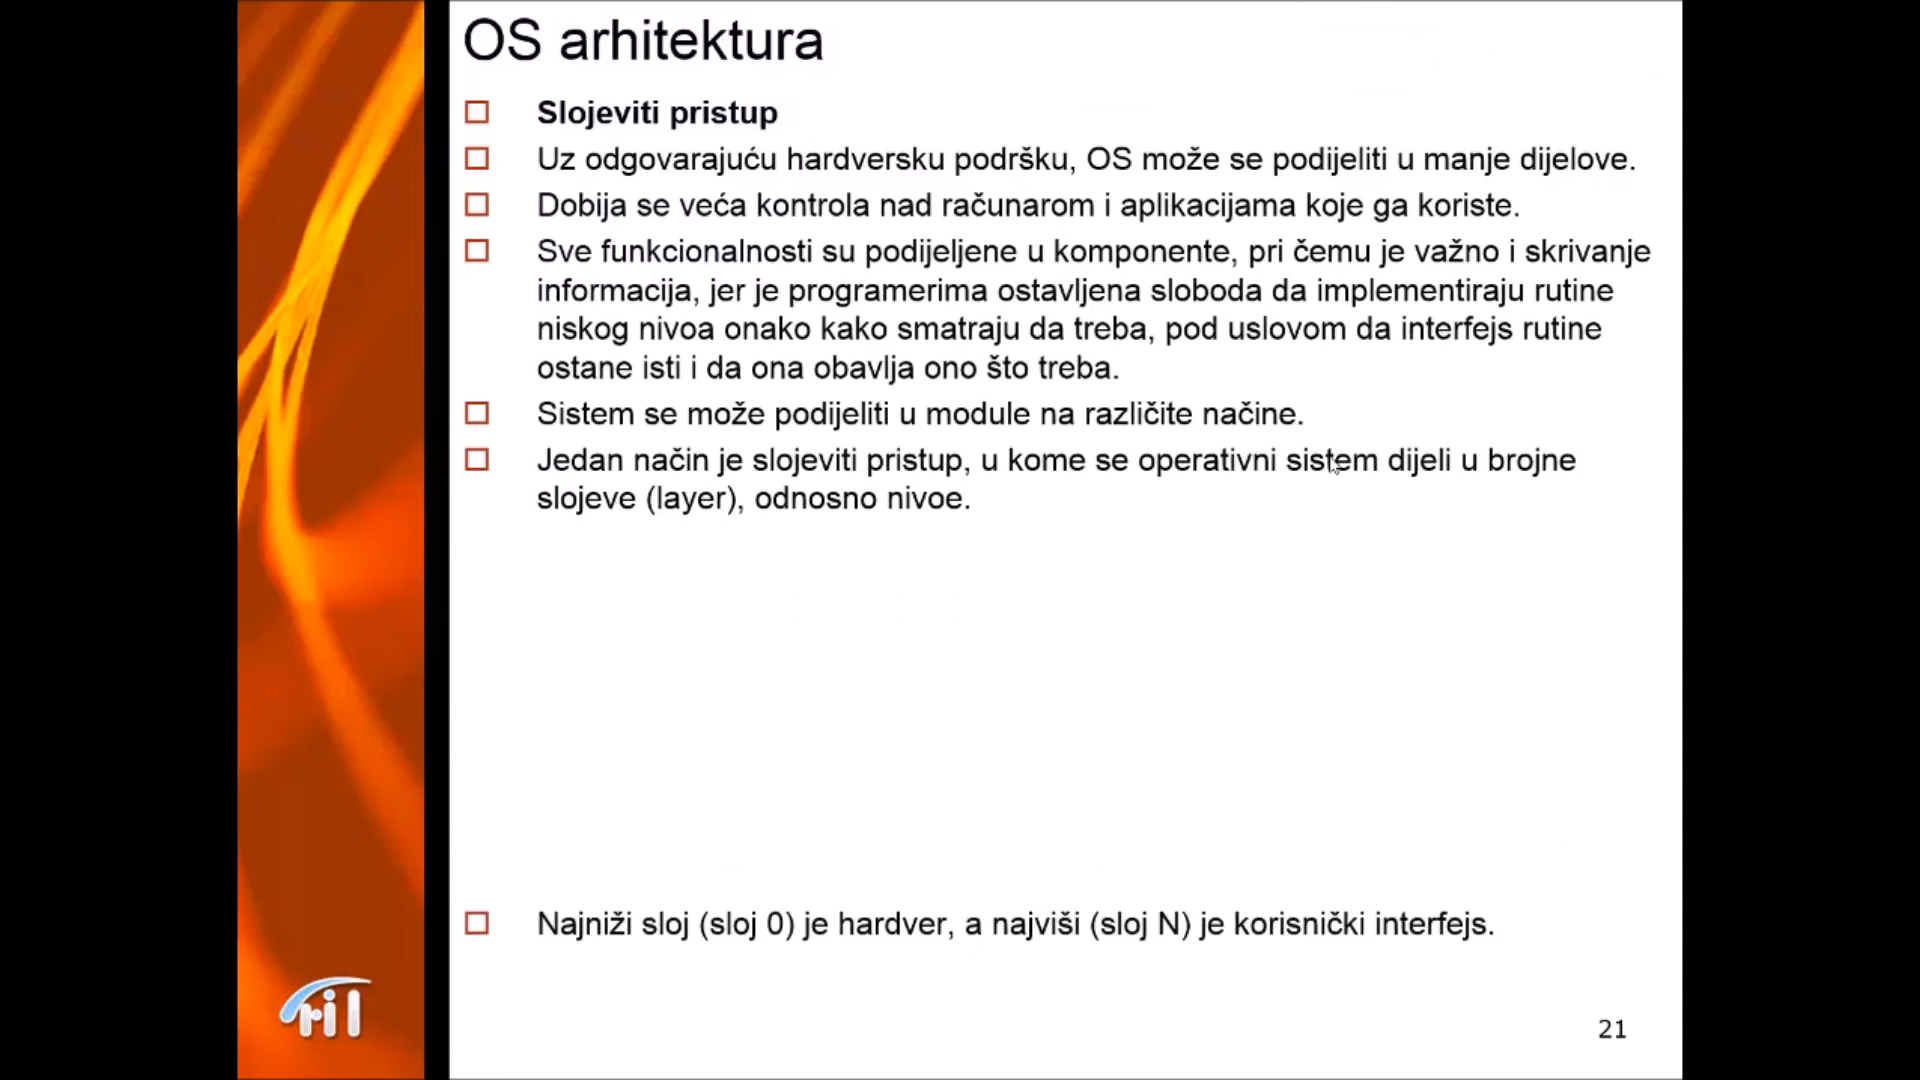 OS arhitektura
Slojeviti pristup
Uz odgovarajuću hardversku podršku, OS može se podijeliti u manje dijelove.
Dobija se veća kontrola nad računarom i aplikacijama koje ga koriste.
Sve funkcionalnosti su podijeljene u komponente, pri čemu je važno i skrivanje
informacija, jer je programerima ostavljena sloboda da implementiraju rutine
niskog nivoa onako kako smatraju da treba, pod uslovom da interfejs rutine
ostane isti i da ona obavlja ono što treba.
Sistem se može podijeliti u module na različite načine.
Jedan način je slojeviti pristup, u kome se operativni sistem dijeli u brojne
slojeve (layer), odnosno nivoe.
Najniži sloj (sloj 0) je hardver, a najviši (sloj N) je korisnički interfejs.
ril
21